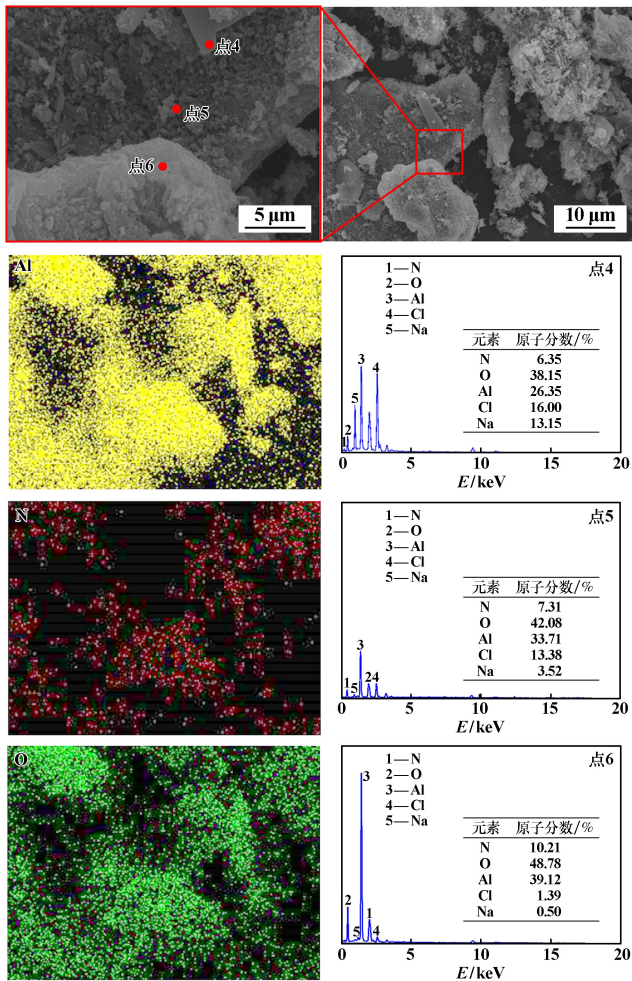 点4
点5
点6
5 μm
10 μm
Al
1—N
2—O
3—Al
4—Cl
5—Na
点4
元素 原子分数/%
N 6.35
O 38.15
Al 26.35
Cl 16.00
Na 13.15
3
4
5
2
1
0 5 10 15 20
E/keV
N
1—N
2—O
3—Al
4—Cl
5—Na
点5
元素 原子分数/%
N 7.31
O 42.08
Al 33.71
Cl 13.38
Na 3.52
3
1
5
2
4
0 5 10 15 20
E/keV
O
1—N
2—O
3—Al
4—Cl
5—Na
点6
元素 原子分数/%
N 10.21
O 48.78
Al 39.12
Cl 1.39
Na 0.50
3
2
1
5
4
0 5 10 15 20
E/keV